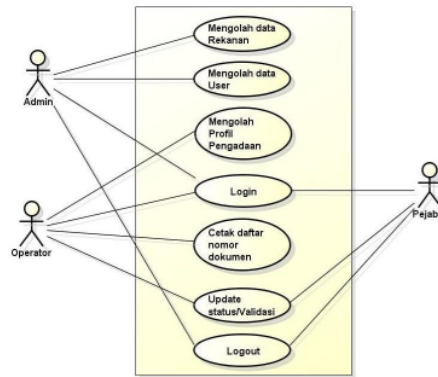 Mengolah data
Rekanan
Admin
Mengolah data
User
Mengolah
Profil
Pengadaan
Login
Operator
Cetak daftar
nomor
dokumen
Update
status/Validasi
Logout
Pejab